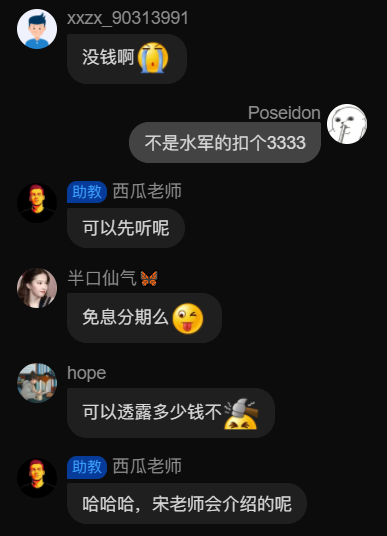 xxzx_90313991
没钱啊😭
Poseidon
不是水军的扣个3333
助教 西瓜老师
可以先听呢
半口仙气🦋
免息分期么😜
hope
可以透露多少钱不
助教 西瓜老师
哈哈哈，宋老师会介绍的呢